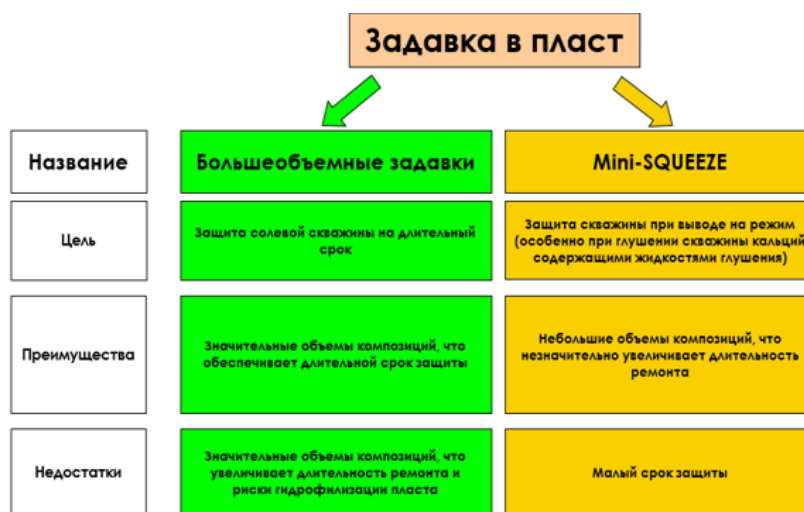 Задавка в пласт
Название
Большеобъемные задавки
Mini-SQUEEZE
Цель
Защита солевой скважины на длительный
срок
Защита скважины при выводе на режим
(особенно при глушении скважины кальций
содержащими жидкостями глушения)
Преимущества
Значительные объемы композиций, что
обеспечивает длительной срок защиты
Небольшие объемы композиций, что
незначительно увеличивает длительность
ремонта
Недостатки
Значительные объемы композиций, что
увеличивает длительность ремонта и
риски гидрофилизации пласта
Малый срок защиты